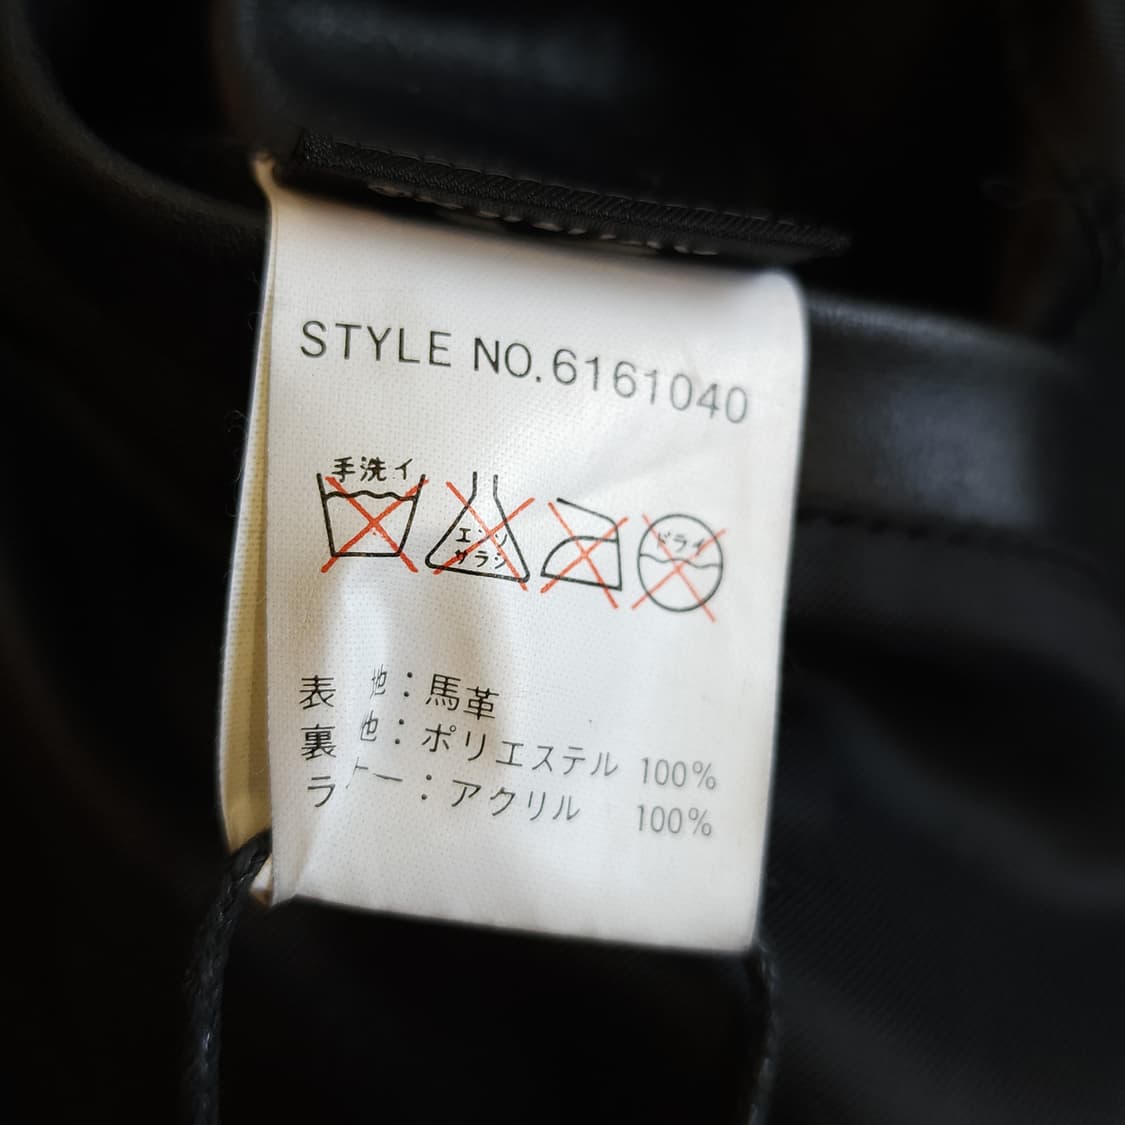 STYLE NO.6161040
手洗イ
エンソ
サラシ
ドライ
表 地:馬革
裏 地:ポリエステル 100%
アクリル 100%